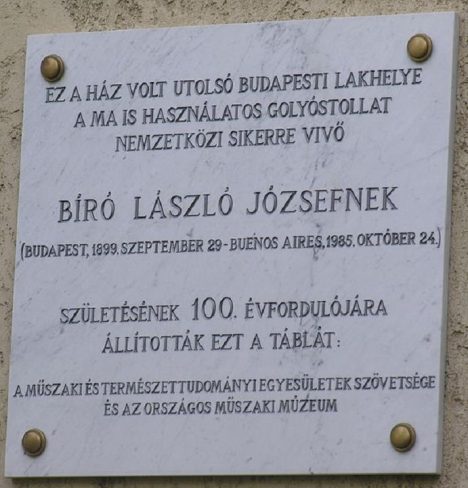 EZ A HÁZ VOLT UTOLSÓ BUDAPESTI LAKHELYE
A MA IS HASZNÁLATOS GOLYÓSTOLLAT
NEMZETKÖZI SIKERRE VIVŐ
BÍRÓ LÁSZLÓ JÓZSEFNEK
(BUDAPEST, 1899. SZEPTEMBER 29 - BUENOS AIRES, 1985. OKTÓBER 24.)
SZÜLETÉSÉNEK 100. ÉVFORDULÓJÁRA
ÁLLÍTOTTÁK EZT A TÁBLÁT:
A MŰSZAKI ÉS TERMÉSZETTUDOMÁNYI EGYESÜLETEK SZÖVETSÉGE
ÉS AZ ORSZÁGOS MŰSZAKI MÚZEUM